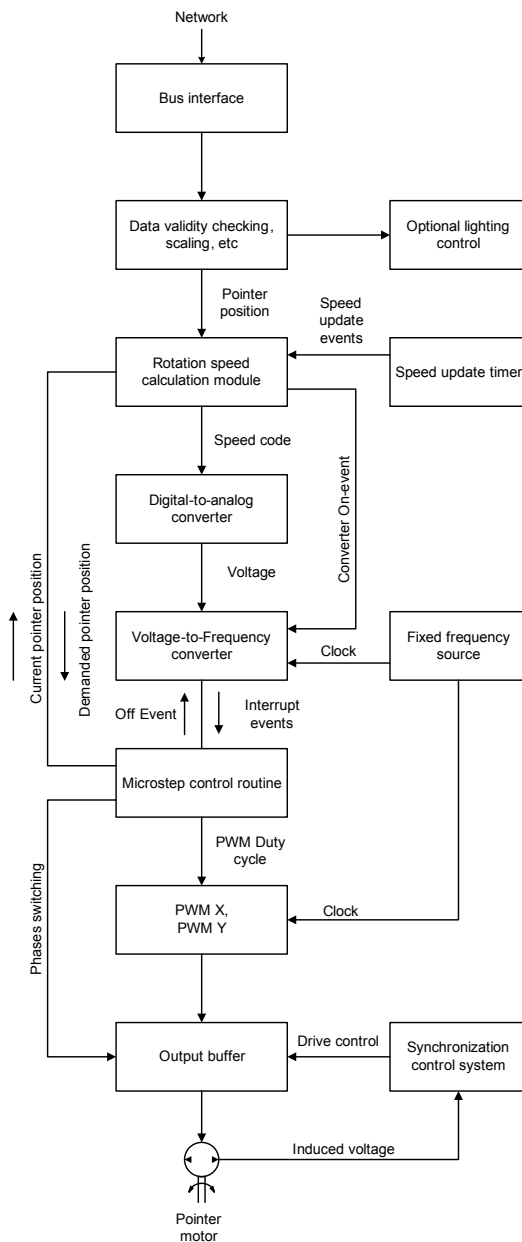 Network
Bus interface
Data validity checking,
scaling, etc
Optional lighting
control
Pointer
position
Speed
update
events
Rotation speed
calculation module
Speed update timer
Speed code
Converter On-event
Digital-to-analog
converter
Voltage
Current pointer position
Demanded pointer position
Voltage-to-Frequency
converter
Clock
Fixed frequency
source
Off Event
Interrupt
events
Microstep control routine
PWM Duty
cycle
Phases switching
PWM X,
PWM Y
Clock
Output buffer
Drive control
Synchronization
control system
Induced voltage
Pointer
motor